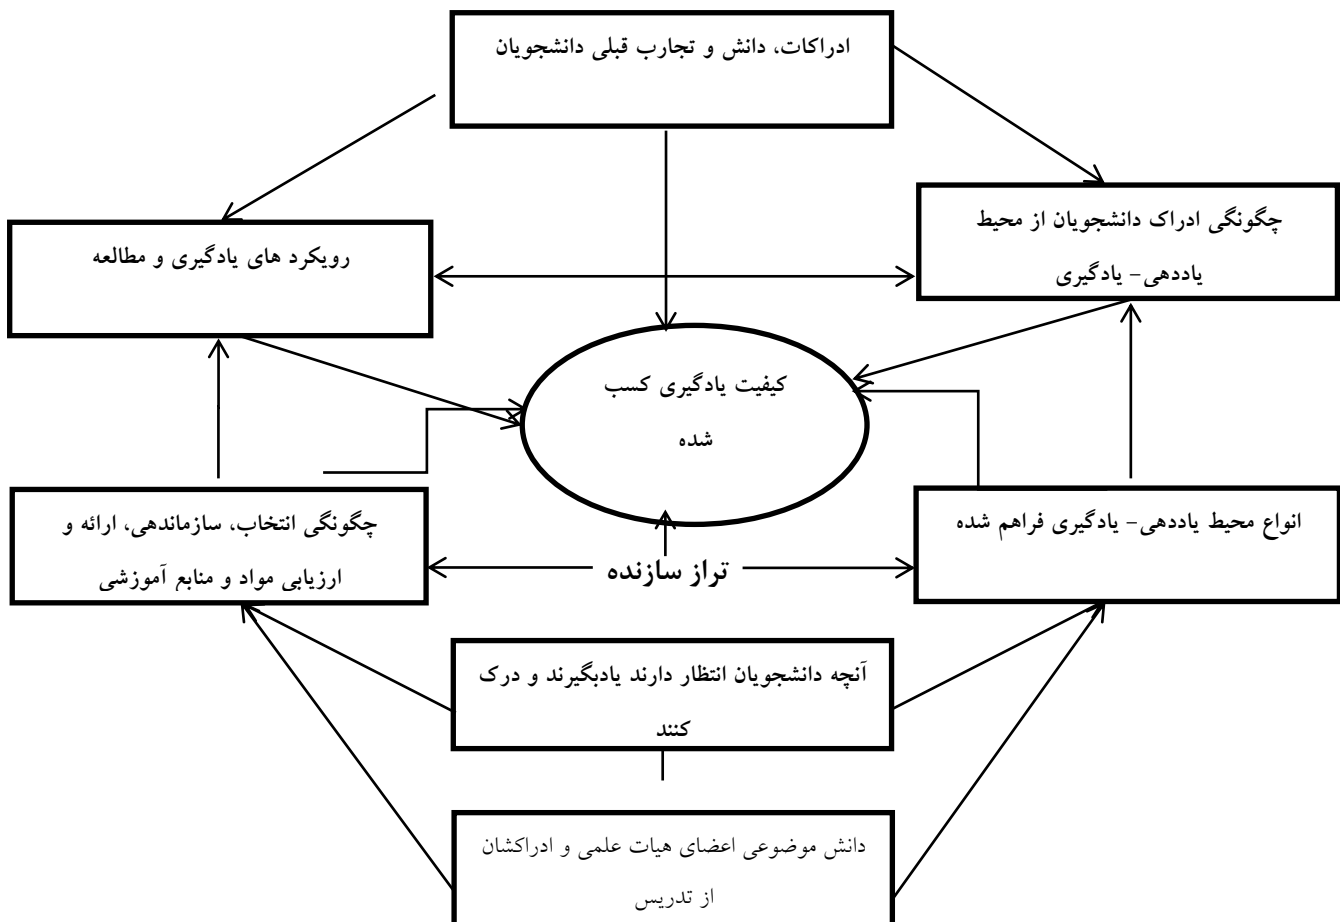 ادراکات، دانش و تجارب قبلی دانشجویان
چگونگی ادراک دانشجویان از محیط
یاددهی- یادگیری
رویکرد های یادگیری و مطالعه
کیفیت یادگیری کسب
شده
انواع محیط یاددهی- یادگیری فراهم شده
چگونگی انتخاب، سازماندهی، ارائه و
ارزیابی مواد و منابع آموزشی
تراز سازنده
آنچه دانشجویان انتظار دارند یادبگیرند و درک
کنند
دانش موضوعی اعضای هیات علمی و ادراکشان
از تدریس